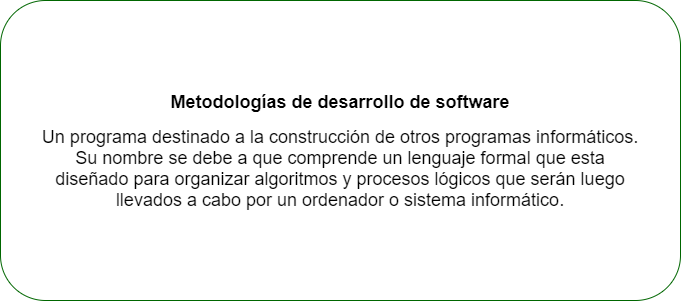 Metodologías de desarrollo de software
Un programa destinado a la construcción de otros programas informáticos.
Su nombre se debe a que comprende un lenguaje formal que esta
diseñado para organizar algoritmos y procesos lógicos que serán luego
llevados a cabo por un ordenador o sistema informático.